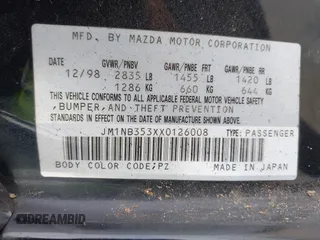 MFD. BY MAZDA MOTOR CORPORATION
GVWR/PNBV GAWR/PNBE FR GAWR/PNBE RR
12/98 2835 LB 1455 LB 1420 LB
1286 KG 660 KG 644 KG
THIS VEHICLE CONFORMS TO ALL APPLICABLE FEDERAL MOTOR VEHICLE SAFETY,
BUMPER, AND THEFT PREVENTION
STANDARDS IN EFFECT ON THE DATE OF MANUFACTURE SHOWN ABOVE.
JM1NB353XX0126008 TYPE: PASSENGER
BODY COLOR CODE/PZ MADE IN JAPAN
DREAMBID